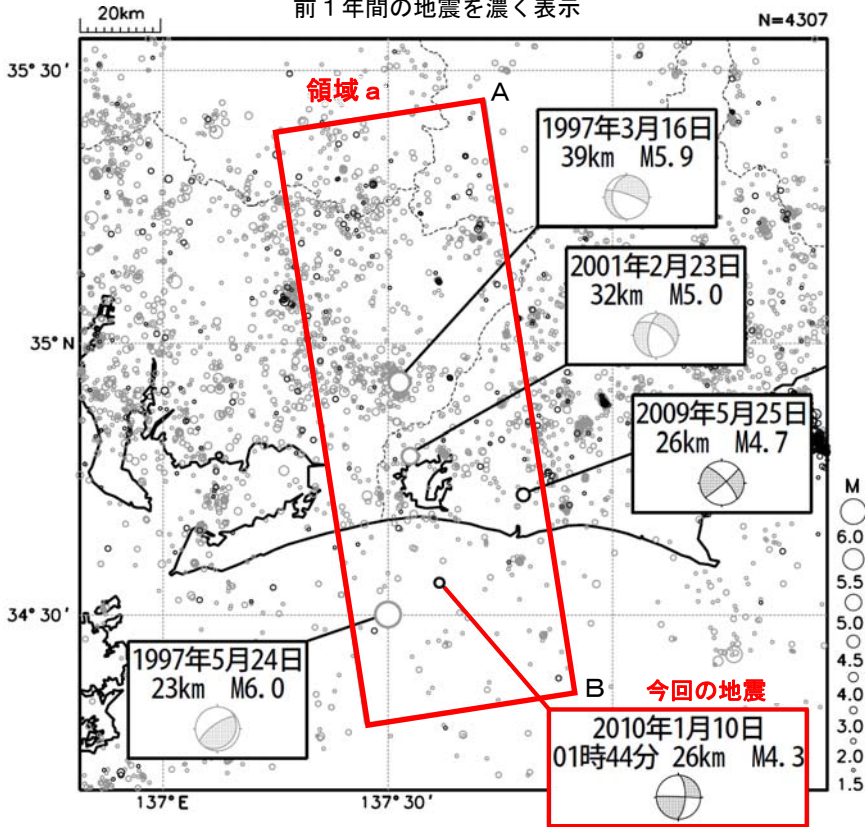 前１年間の地震を濃く表示
20km
N=4307
35°30′
領域ａ
A
1997年3月16日
39km M5.9
2001年2月23日
32km M5.0
35°N
2009年5月25日
26km M4.7
M
6.0
5.5
5.0
4.5
4.0
3.0
2.0
1.5
34°30′
1997年5月24日
23km M6.0
B
今回の地震
2010年1月10日
01時44分 26km M4.3
137°E
137°30′